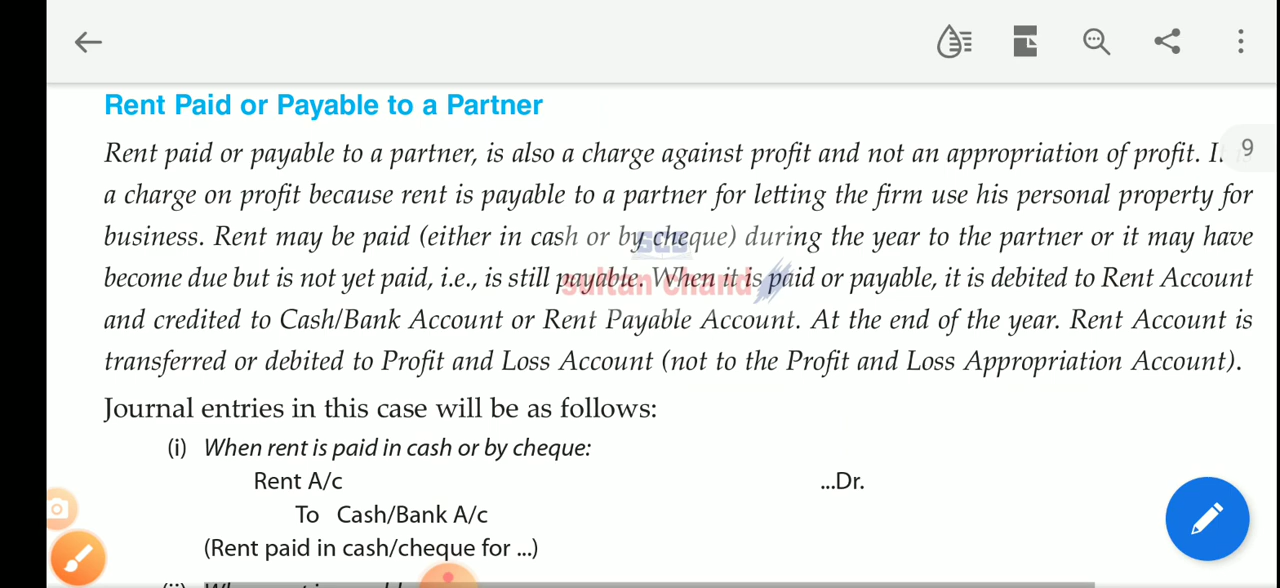 Rent Paid or Payable to a Partner
Rent paid or payable to a partner, is also a charge against profit and not an appropriation of profit.
9
a charge on profit because rent is payable to a partner for letting the firm use his personal property for
business. Rent may be paid (either in cash or by cheque) during the year to the partner or it may have
become due but is not yet paid, i.e., is still payable. When it is paid or payable, it is debited to Rent Account
and credited to Cash/Bank Account or Rent Payable Account. At the end of the year. Rent Account is
transferred or debited to Profit and Loss Account (not to the Profit and Loss Appropriation Account).
SCS
sultan chand
Journal entries in this case will be as follows:
(i) When rent is paid in cash or by cheque:
Rent A/c ...Dr.
To Cash/Bank A/c
(Rent paid in cash/cheque for ...)